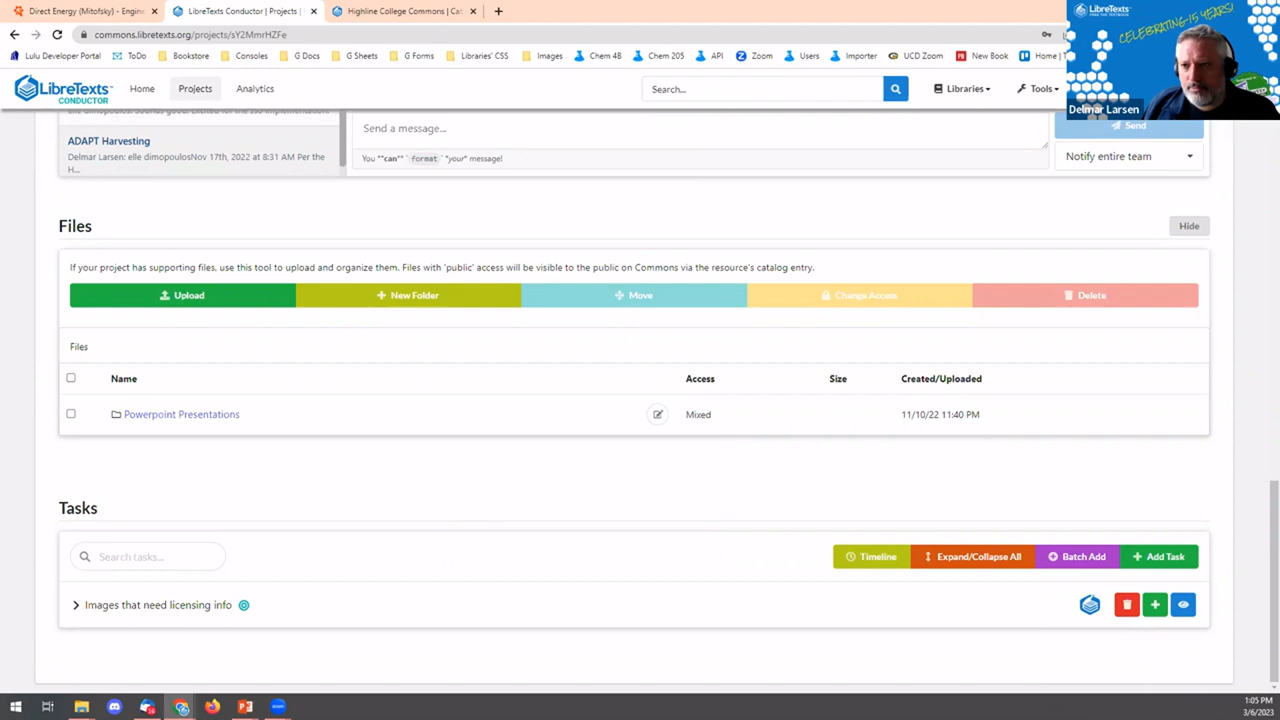 Direct Energy (Mitofsky) - Engine
LibreTexts Conductor | Projects |
Highline College Commons | Cat
commons.libretexts.org/projects/sY2MmrHZFe
Lulu Developer Portal
ToDo
Bookstore
Consoles
G Docs
G Sheets
G Forms
Libraries' CSS
Images
Chem 4B
Chem 205
API
Zoom
Users
Importer
UCD Zoom
New Book
Home |
CELEBRATING-15 YEARS!
Delmar Larsen
LibreTexts
CONDUCTOR
Home
Projects
Analytics
Search...
Libraries
Tools
ADAPT Harvesting
Delmar Larsen: elle dimopoulosNov 17th, 2022 at 8:31 AM Per the
H...
Send a message...
You **can** `format` *your* message!
Send
Notify entire team
Files
Hide
If your project has supporting files, use this tool to upload and organize them. Files with 'public' access will be visible to the public on Commons via the resource's catalog entry.
Upload
New Folder
Move
Change Access
Delete
Files
Name
Access
Size
Created/Uploaded
Powerpoint Presentations
Mixed
11/10/22 11:40 PM
Tasks
Search tasks...
Timeline
Expand/Collapse All
Batch Add
Add Task
Images that need licensing info
1:05 PM
3/6/2023